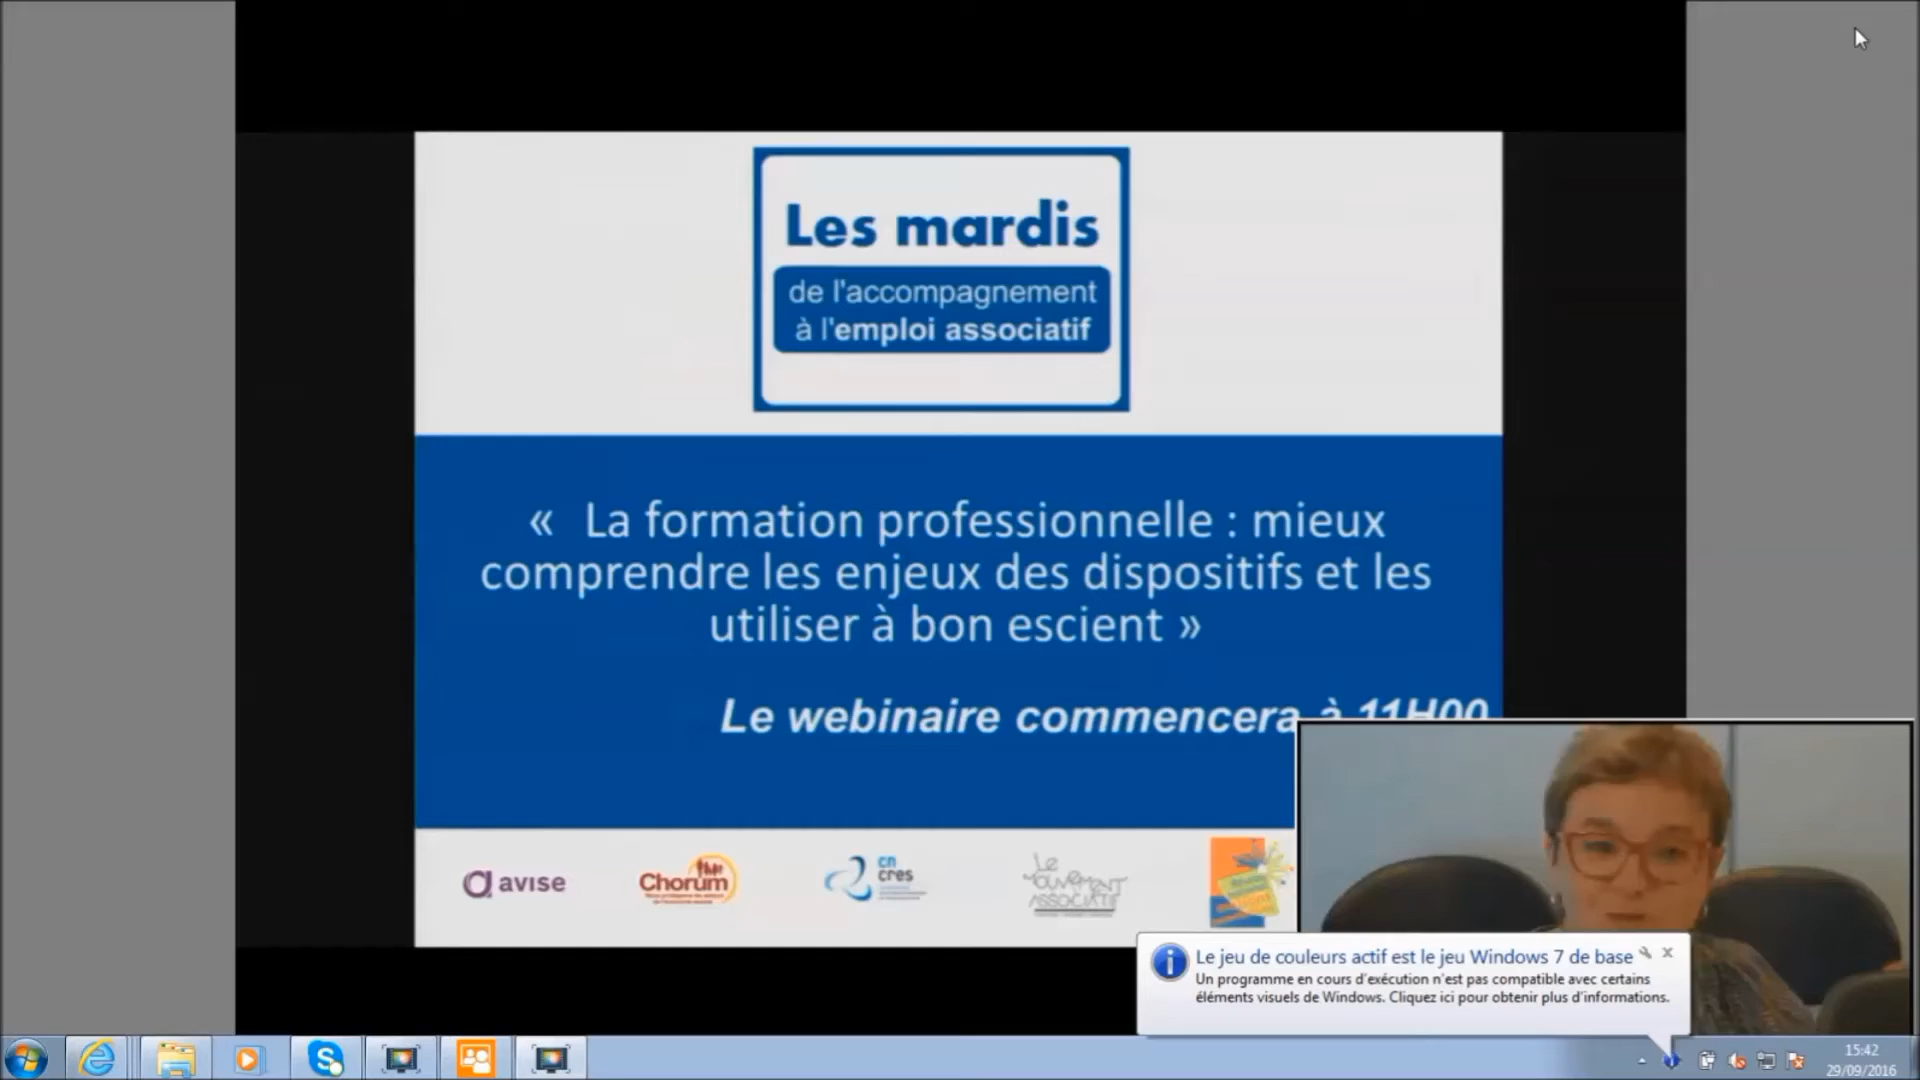 Les mardis
de l'accompagnement
à l'emploi associatif
« La formation professionnelle : mieux
comprendre les enjeux des dispositifs et les
utiliser à bon escient »
Le webinaire commencera à 11H00
avise
Chorum
cn
cres
Le
mouvement
associatif
Le jeu de couleurs actif est le jeu Windows 7 de base
Un programme en cours d'exécution n'est pas compatible avec certains
éléments visuels de Windows. Cliquez ici pour obtenir plus d'informations.
15:42
29/09/2016